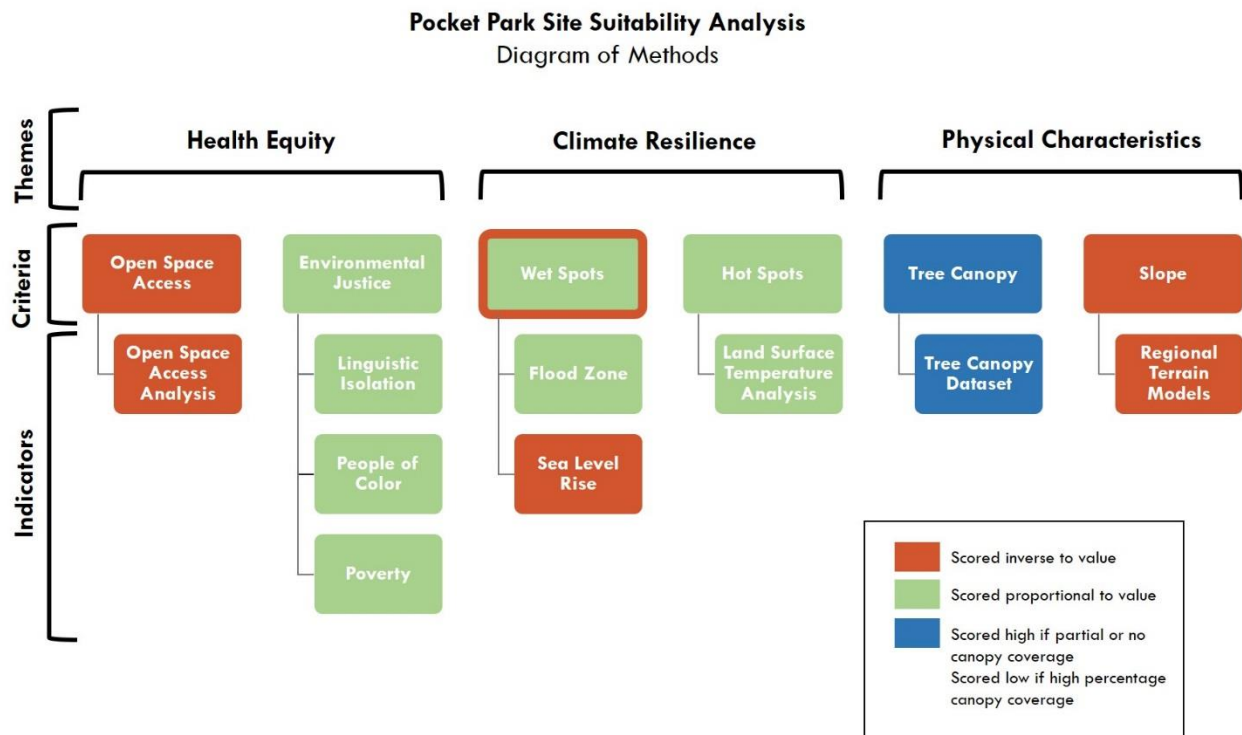 Pocket Park Site Suitability Analysis
Diagram of Methods
Themes
Health Equity
Climate Resilience
Physical Characteristics
Criteria
Open Space
Access
Environmental
Justice
Wet Spots
Hot Spots
Tree Canopy
Slope
Indicators
Open Space
Access
Analysis
Linguistic
Isolation
People of
Color
Poverty
Flood Zone
Sea Level
Rise
Land Surface
Temperature
Analysis
Tree Canopy
Dataset
Regional
Terrain
Models
Scored inverse to value
Scored proportional to value
Scored high if partial or no
canopy coverage
Scored low if high percentage
canopy coverage